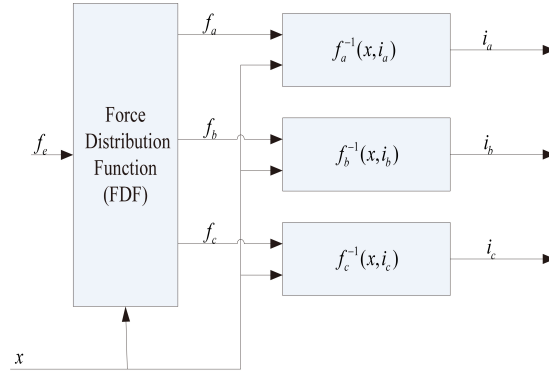 f_a
f_a^{-1}(x,i_a)
i_a
Force
Distribution
Function
(FDF)
f_e
f_b
f_b^{-1}(x,i_b)
i_b
f_c
f_c^{-1}(x,i_c)
i_c
x